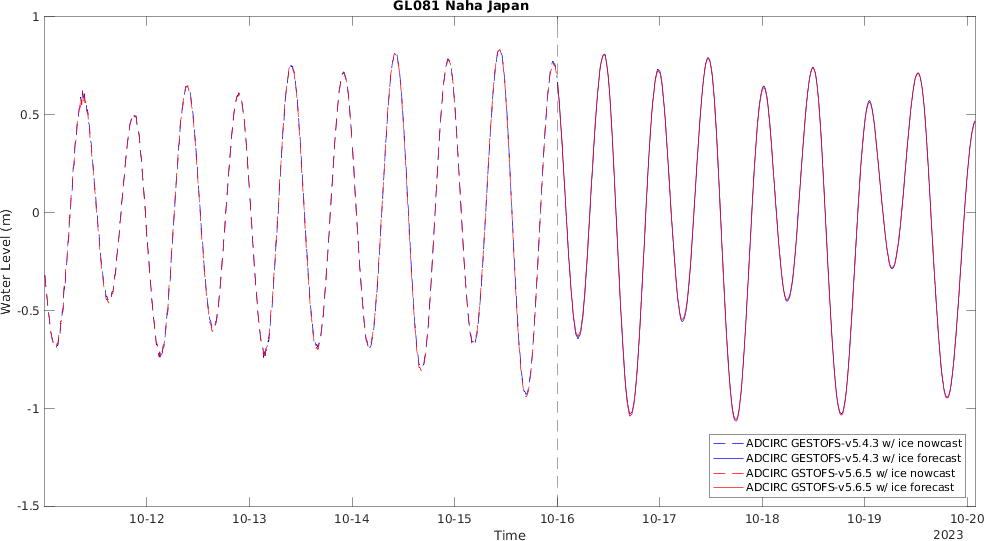 GL081 Naha Japan
1
0.5
0
-0.5
-1
-1.5
Water Level (m)
ADCIRC GESTOFS-v5.4.3 w/ ice nowcast
ADCIRC GESTOFS-v5.4.3 w/ ice forecast
ADCIRC GSTOFS-v5.6.5 w/ ice nowcast
ADCIRC GSTOFS-v5.6.5 w/ ice forecast
10-12 10-13 10-14 10-15 10-16 10-17 10-18 10-19 10-20
Time
2023